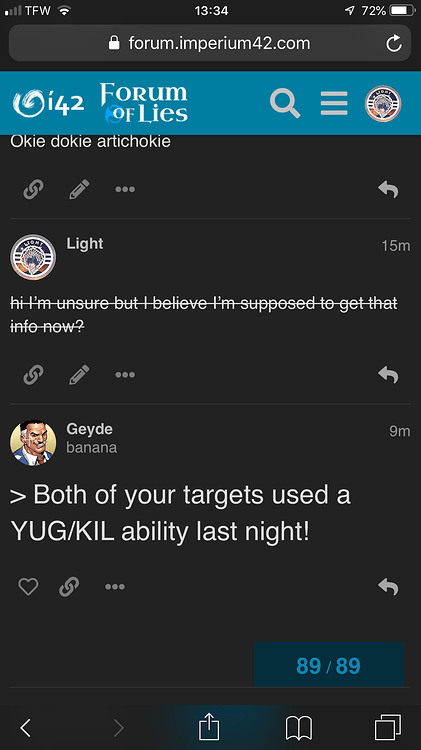 TFW 13:34 72%
forum.imperium42.com
i42 FORUM OF LIES
Okie dokie artichokie
Light 15m
hi I'm unsure but I believe I'm supposed to get that
info now?
Geyde 9m
banana
> Both of your targets used a
YUG/KIL ability last night!
89 / 89